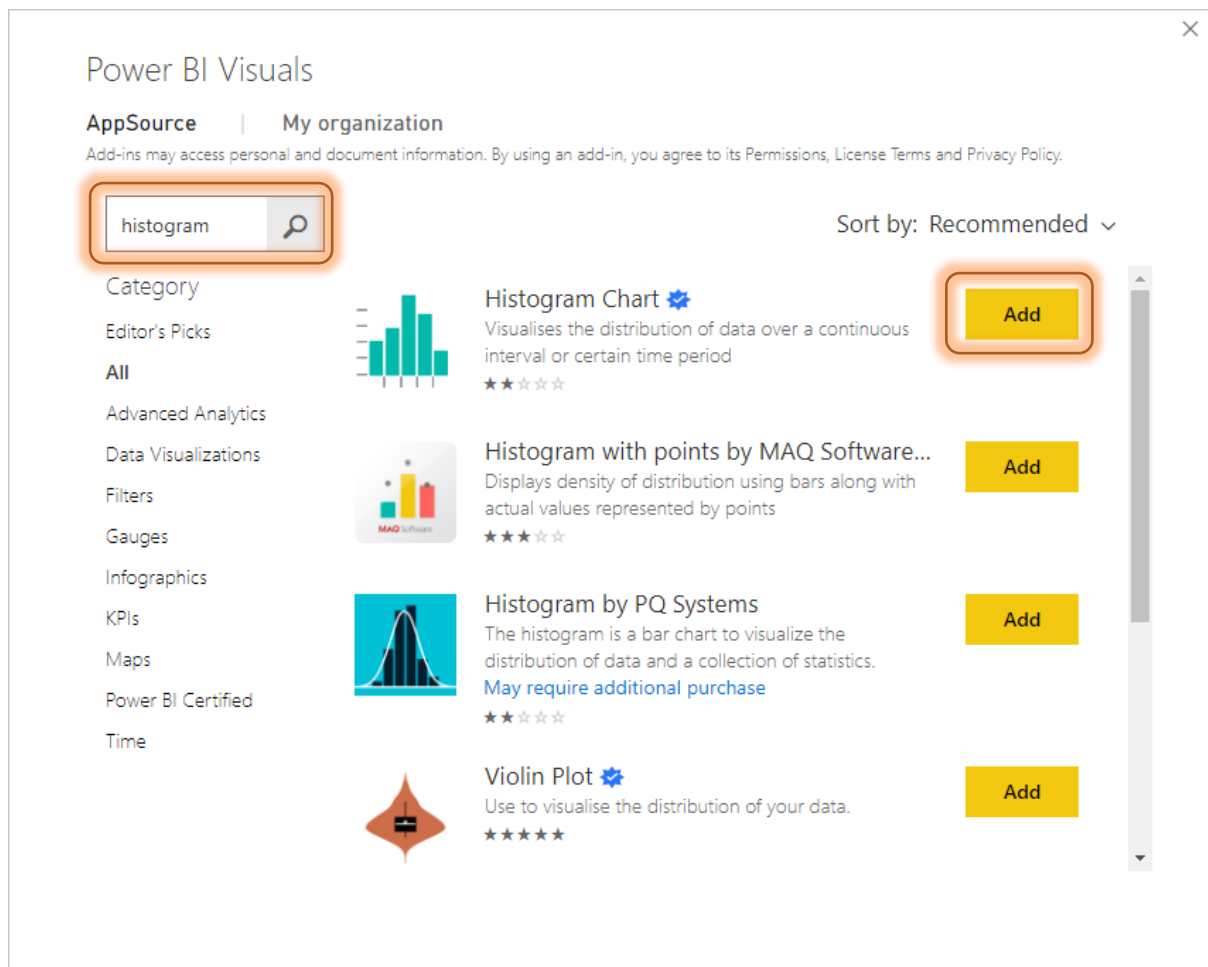 Power BI Visuals
AppSource | My organization
Add-ins may access personal and document information. By using an add-in, you agree to its Permissions, License Terms and Privacy Policy.
histogram
Sort by: Recommended
Category
Editor's Picks
All
Advanced Analytics
Data Visualizations
Filters
Gauges
Infographics
KPIs
Maps
Power BI Certified
Time
Histogram Chart
Visualises the distribution of data over a continuous
interval or certain time period
Add
MAQ Software
Histogram with points by MAQ Software...
Displays density of distribution using bars along with
actual values represented by points
Add
Histogram by PQ Systems
The histogram is a bar chart to visualize the
distribution of data and a collection of statistics.
May require additional purchase
Add
Violin Plot
Use to visualise the distribution of your data.
Add